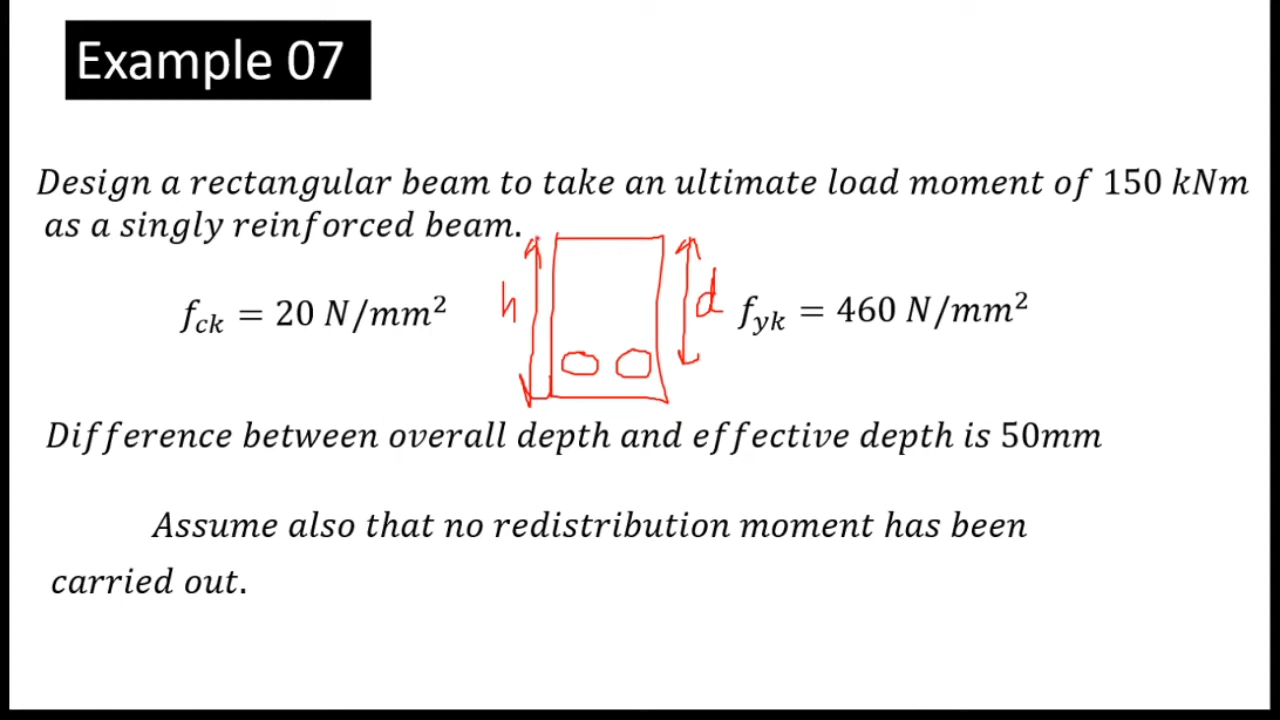 Example 07
Design a rectangular beam to take an ultimate load moment of 150 kNm
as a singly reinforced beam.
h
d
f_ck = 20 N/mm²
f_yk = 460 N/mm²
Difference between overall depth and effective depth is 50mm
Assume also that no redistribution moment has been
carried out.